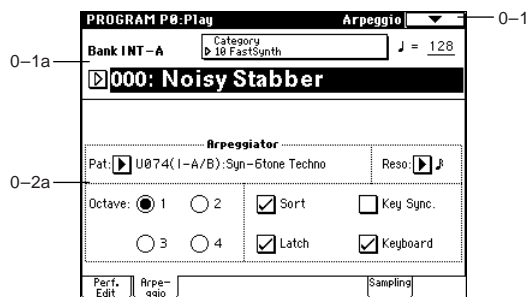 PROGRAM P0:Play Arpeggio 0–1
Category
Bank INT–A 10 FastSynth ♩ = 128
0–1a
000: Noisy Stabber
Arpeggiator
Pat: U074(I–A/B):Syn–6tone Techno Reso: ♪
0–2a
Octave: 1 2 Sort Key Sync.
3 4 Latch Keyboard
Perf. Edit Arpe– ggio Sampling